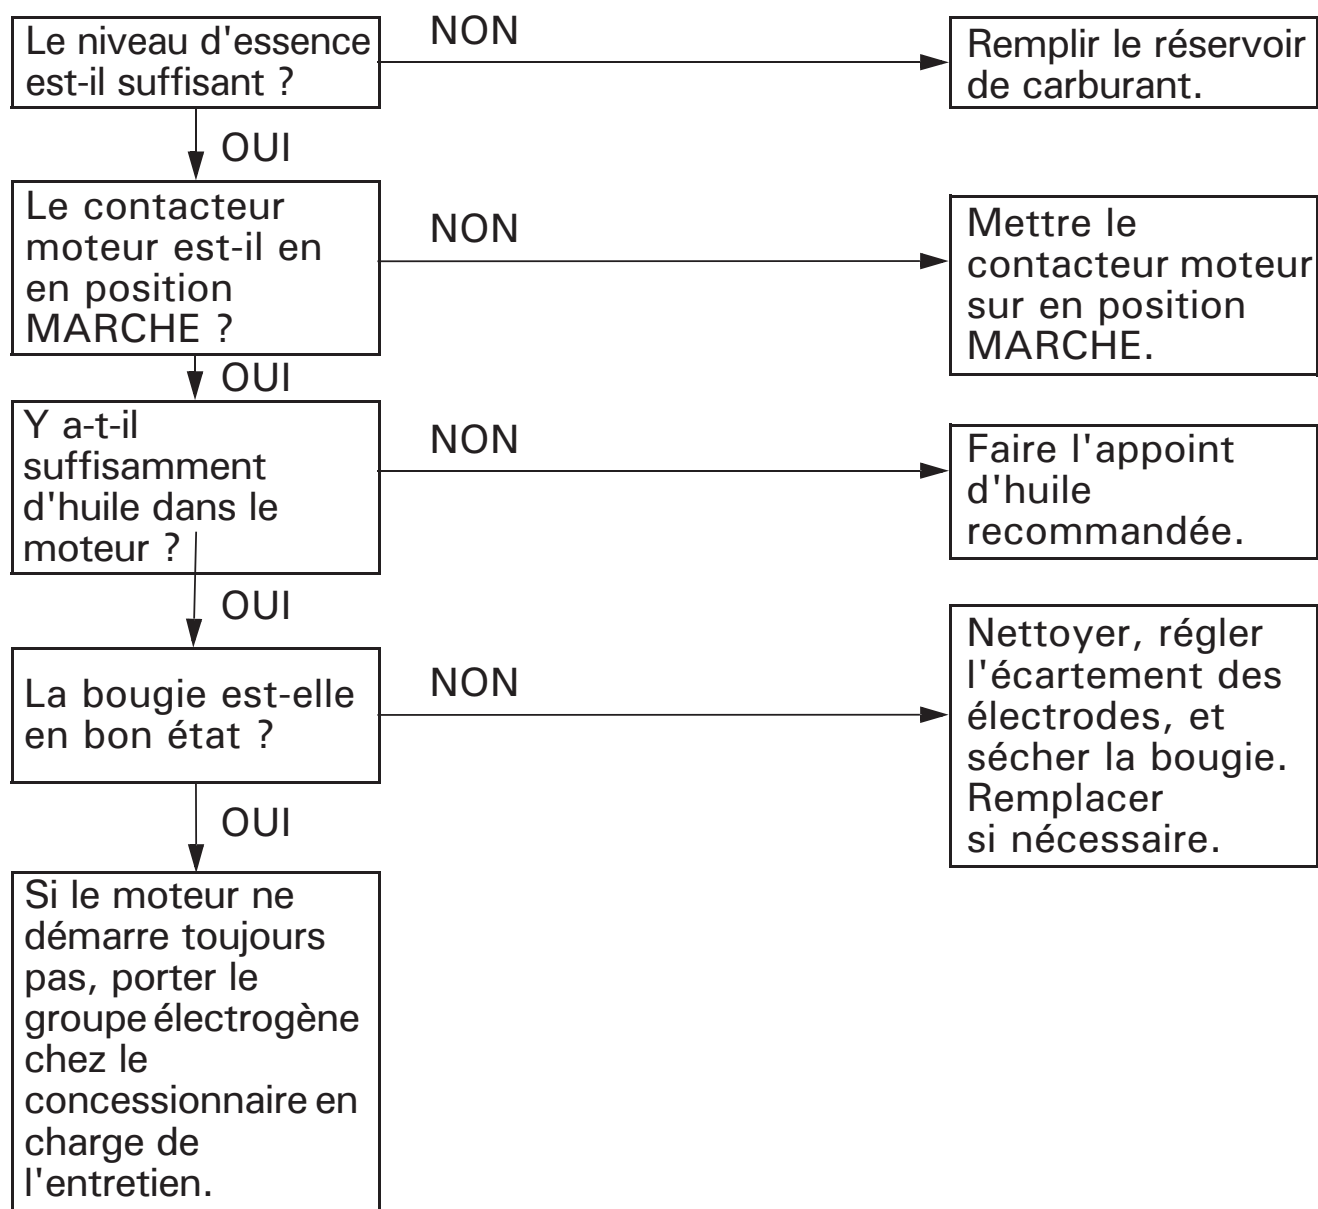 Le niveau d'essence
est-il suffisant ?
NON
Remplir le réservoir
de carburant.
OUI
Le contacteur
moteur est-il en
en position
MARCHE ?
NON
Mettre le
contacteur moteur
sur en position
MARCHE.
OUI
Y a-t-il
suffisamment
d'huile dans le
moteur ?
NON
Faire l'appoint
d'huile
recommandée.
OUI
La bougie est-elle
en bon état ?
NON
Nettoyer, régler
l'écartement des
électrodes, et
sécher la bougie.
Remplacer
si nécessaire.
OUI
Si le moteur ne
démarre toujours
pas, porter le
groupe électrogène
chez le
concessionnaire en
charge de
l'entretien.